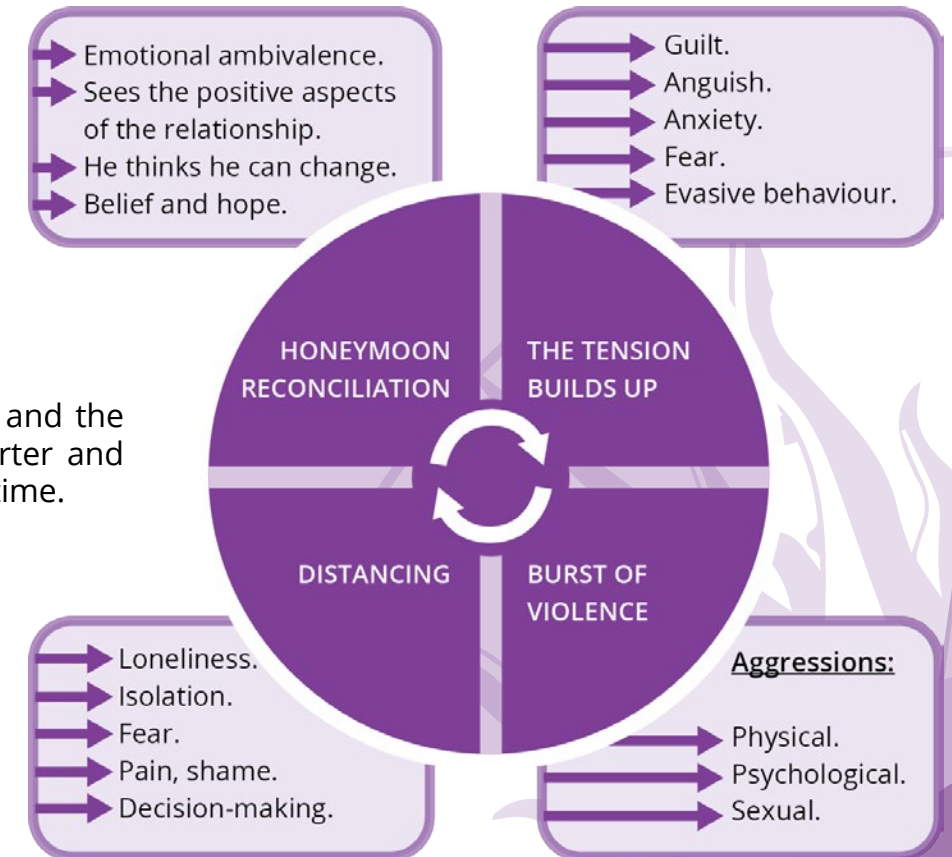 Emotional ambivalence.
Sees the positive aspects
of the relationship.
He thinks he can change.
Belief and hope.
Guilt.
Anguish.
Anxiety.
Fear.
Evasive behaviour.
HONEYMOON
RECONCILIATION
THE TENSION
BUILDS UP
and the
rter and
time.
DISTANCING
BURST OF
VIOLENCE
Loneliness.
Isolation.
Fear.
Pain, shame.
Decision-making.
Aggressions:
Physical.
Psychological.
Sexual.